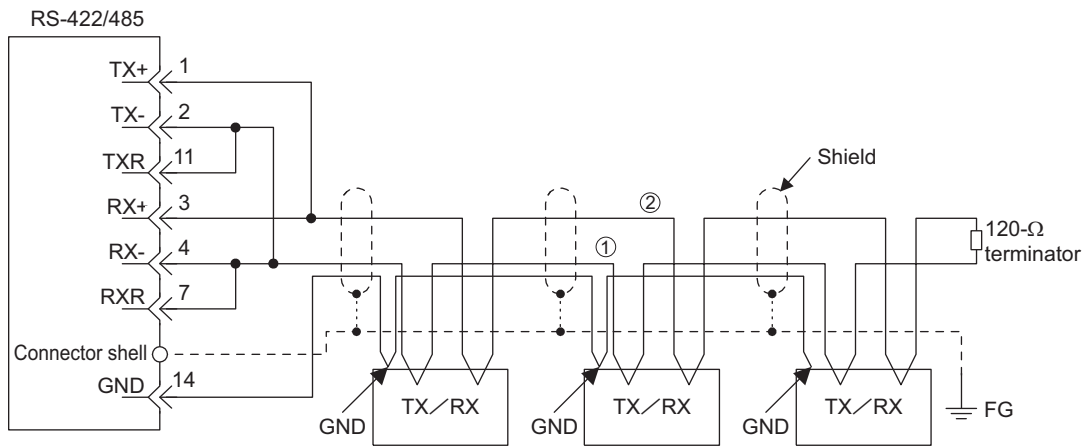 RS-422/485
TX+ 1
TX- 2
TXR 11
RX+ 3
RX- 4
RXR 7
Connector shell
GND 14
Shield
②
①
120-Ω
terminator
TX／RX
TX／RX
TX／RX
GND
GND
GND
FG